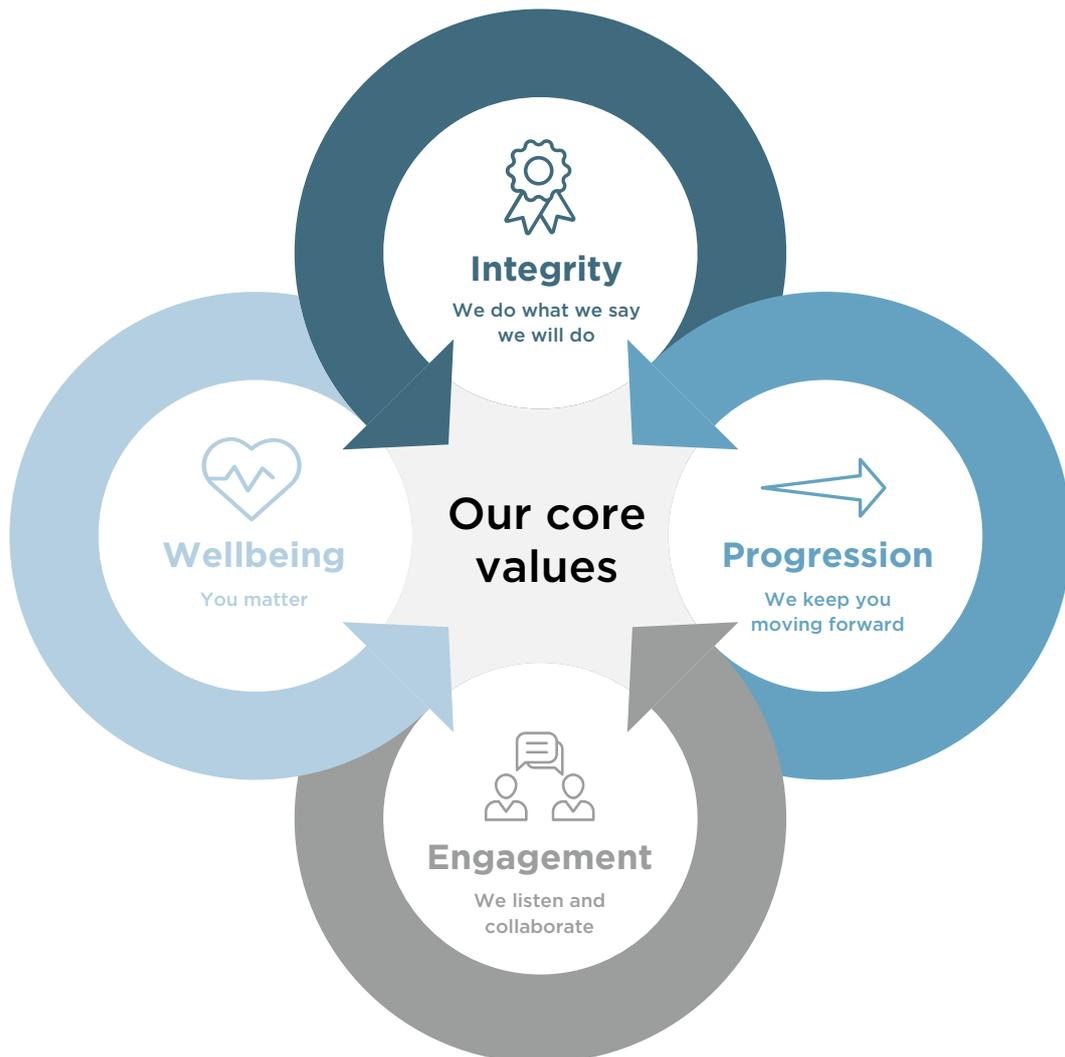 Integrity
We do what we say
we will do
Our core
values
Wellbeing
You matter
Progression
We keep you
moving forward
Engagement
We listen and
collaborate